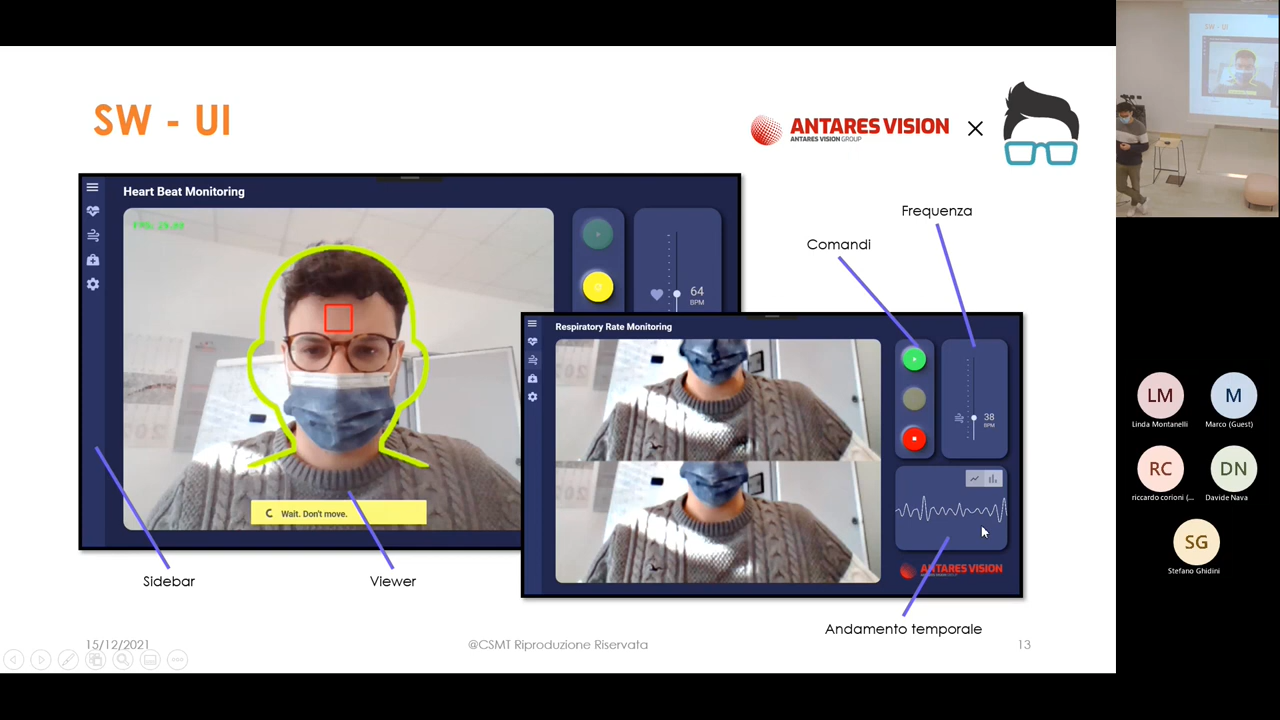 SW - UI
ANTARES VISION
ANTARES VISION GROUP
Frequenza
Comandi
Heart Beat Monitoring
64
BPM
Wait. Don't move.
Respiratory Rate Monitoring
38
BPM
ANTARES VISION
Sidebar
Viewer
Andamento temporale
15/12/2021
@CSMT Riproduzione Riservata
13
SW - UI
LM
Linda Montanelli
M
Marco (Guest)
RC
riccardo corioni (...
DN
Davide Nava
SG
Stefano Ghidini